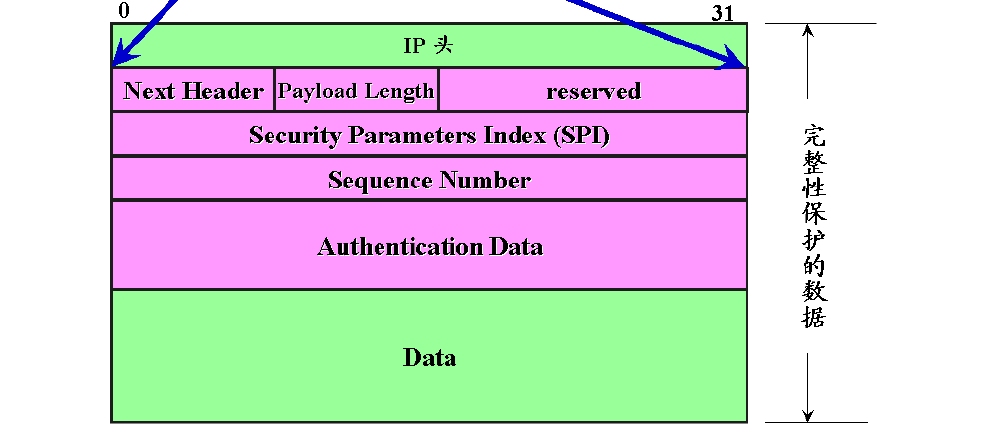 0 31
IP 头
Next Header Payload Length reserved
Security Parameters Index (SPI)
Sequence Number
Authentication Data
Data
完整性保护的数据